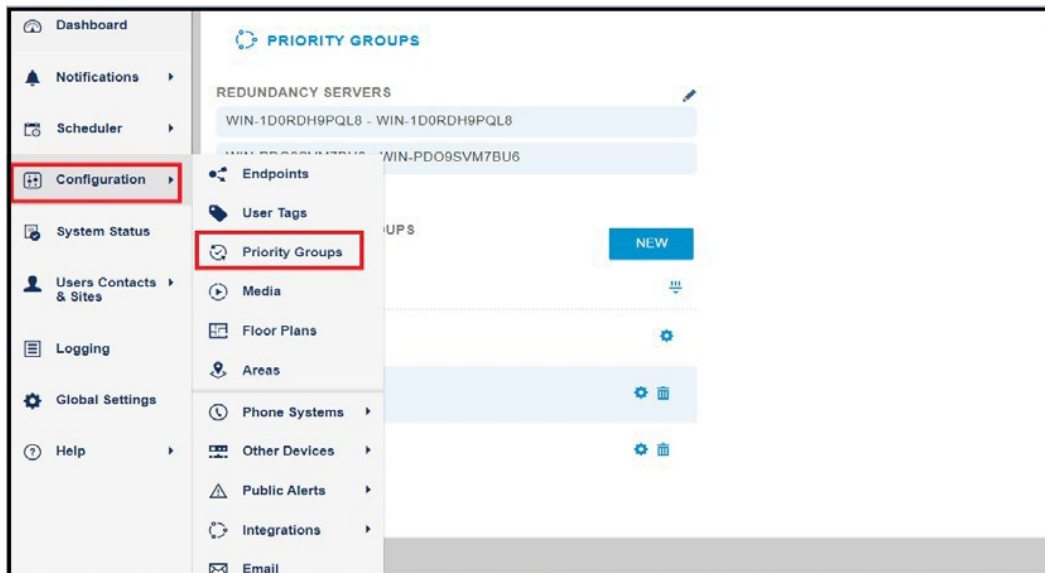 Dashboard
Notifications
Scheduler
Configuration
System Status
Users Contacts
& Sites
Logging
Global Settings
Help
Endpoints
User Tags
Priority Groups
Media
Floor Plans
Areas
Phone Systems
Other Devices
Public Alerts
Integrations
Email
PRIORITY GROUPS
REDUNDANCY SERVERS
WIN-1D0RDH9PQL8 - WIN-1D0RDH9PQL8
WIN-PDO9SVM7BU6
UPS
NEW